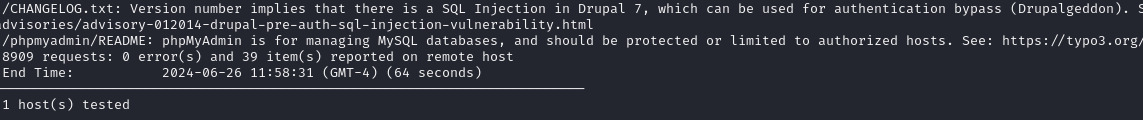 /CHANGELOG.txt: Version number implies that there is a SQL Injection in Drupal 7, which can be used for authentication bypass (Drupalgeddon). S
advisories/advisory-012014-drupal-pre-auth-sql-injection-vulnerability.html
/phpmyadmin/README: phpMyAdmin is for managing MySQL databases, and should be protected or limited to authorized hosts. See: https://typo3.org/
8909 requests: 0 error(s) and 39 item(s) reported on remote host
End Time:           2024-06-26 11:58:31 (GMT-4) (64 seconds)
1 host(s) tested